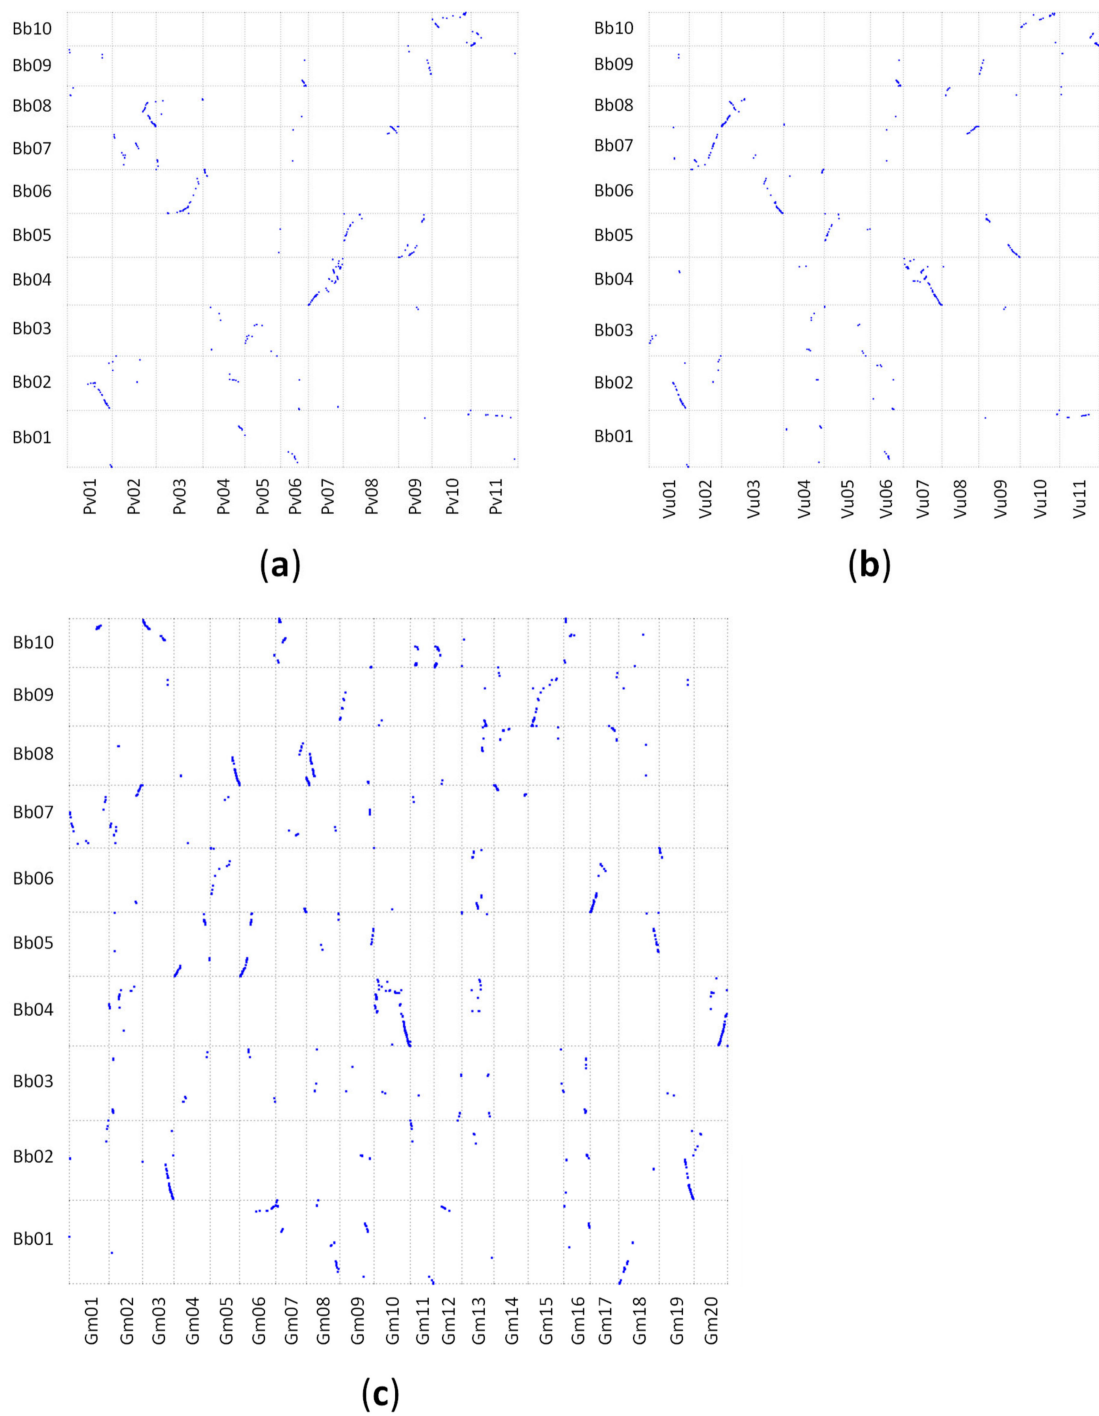 Bb10
Bb09
Bb08
Bb07
Bb06
Bb05
Bb04
Bb03
Bb02
Bb01
Pv01 Pv02 Pv03 Pv04 Pv05 Pv06 Pv07 Pv08 Pv09 Pv10 Pv11
(a)
Bb10
Bb09
Bb08
Bb07
Bb06
Bb05
Bb04
Bb03
Bb02
Bb01
Vu01 Vu02 Vu03 Vu04 Vu05 Vu06 Vu07 Vu08 Vu09 Vu10 Vu11
(b)
Bb10
Bb09
Bb08
Bb07
Bb06
Bb05
Bb04
Bb03
Bb02
Bb01
Gm01 Gm02 Gm03 Gm04 Gm05 Gm06 Gm07 Gm08 Gm09 Gm10 Gm11 Gm12 Gm13 Gm14 Gm15 Gm16 Gm17 Gm18 Gm19 Gm20
(c)